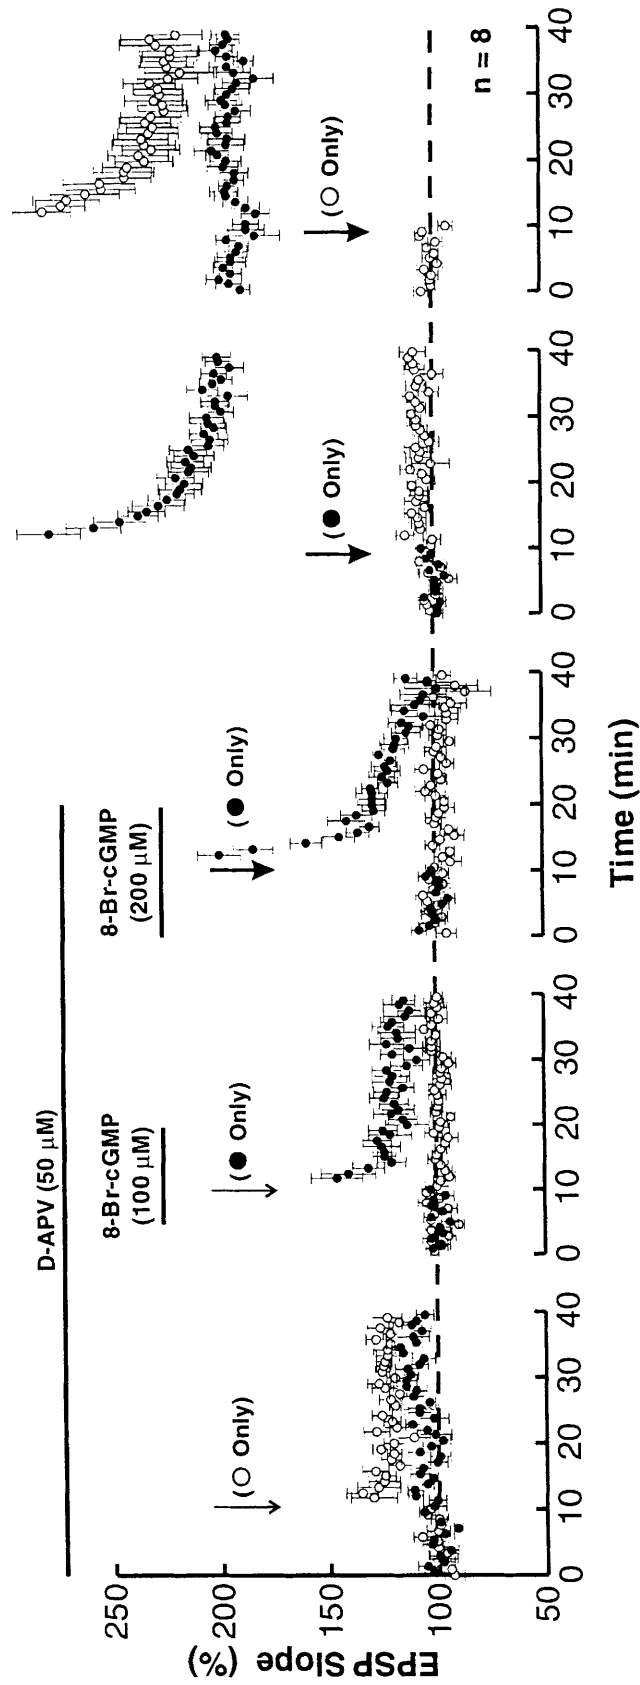 D-APV (50 µM)
8-Br-cGMP
(100 µM)
8-Br-cGMP
(200 µM)
(○ Only)
(● Only)
(● Only)
(● Only)
(○ Only)
n = 8
EPSP Slope (%)
250
200
150
100
50
0 10 20 30 40
0 10 20 30 40
0 10 20 30 40
0 10 20 30 40
0 10 20 30 40
Time (min)